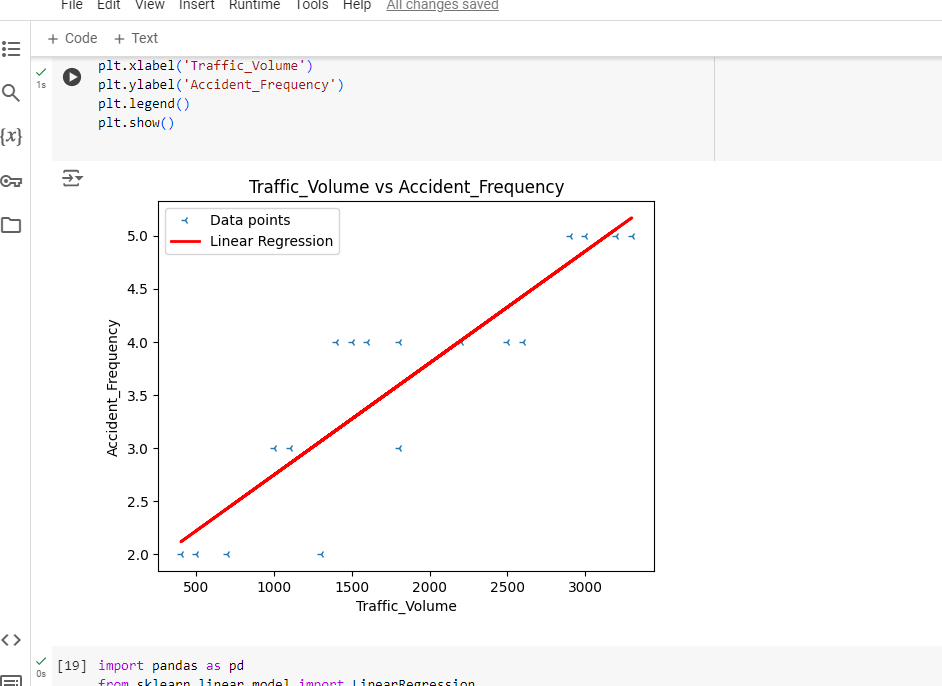 File Edit View Insert Runtime Tools Help All changes saved
+ Code + Text
1s
plt.xlabel('Traffic_Volume')
plt.ylabel('Accident_Frequency')
plt.legend()
plt.show()
{x}
Traffic_Volume vs Accident_Frequency
Data points
Linear Regression
5.0
4.5
4.0
3.5
3.0
2.5
2.0
Accident_Frequency
500 1000 1500 2000 2500 3000
Traffic_Volume
<>
0s
[19] import pandas as pd
from sklearn.linear_model import LinearRegression